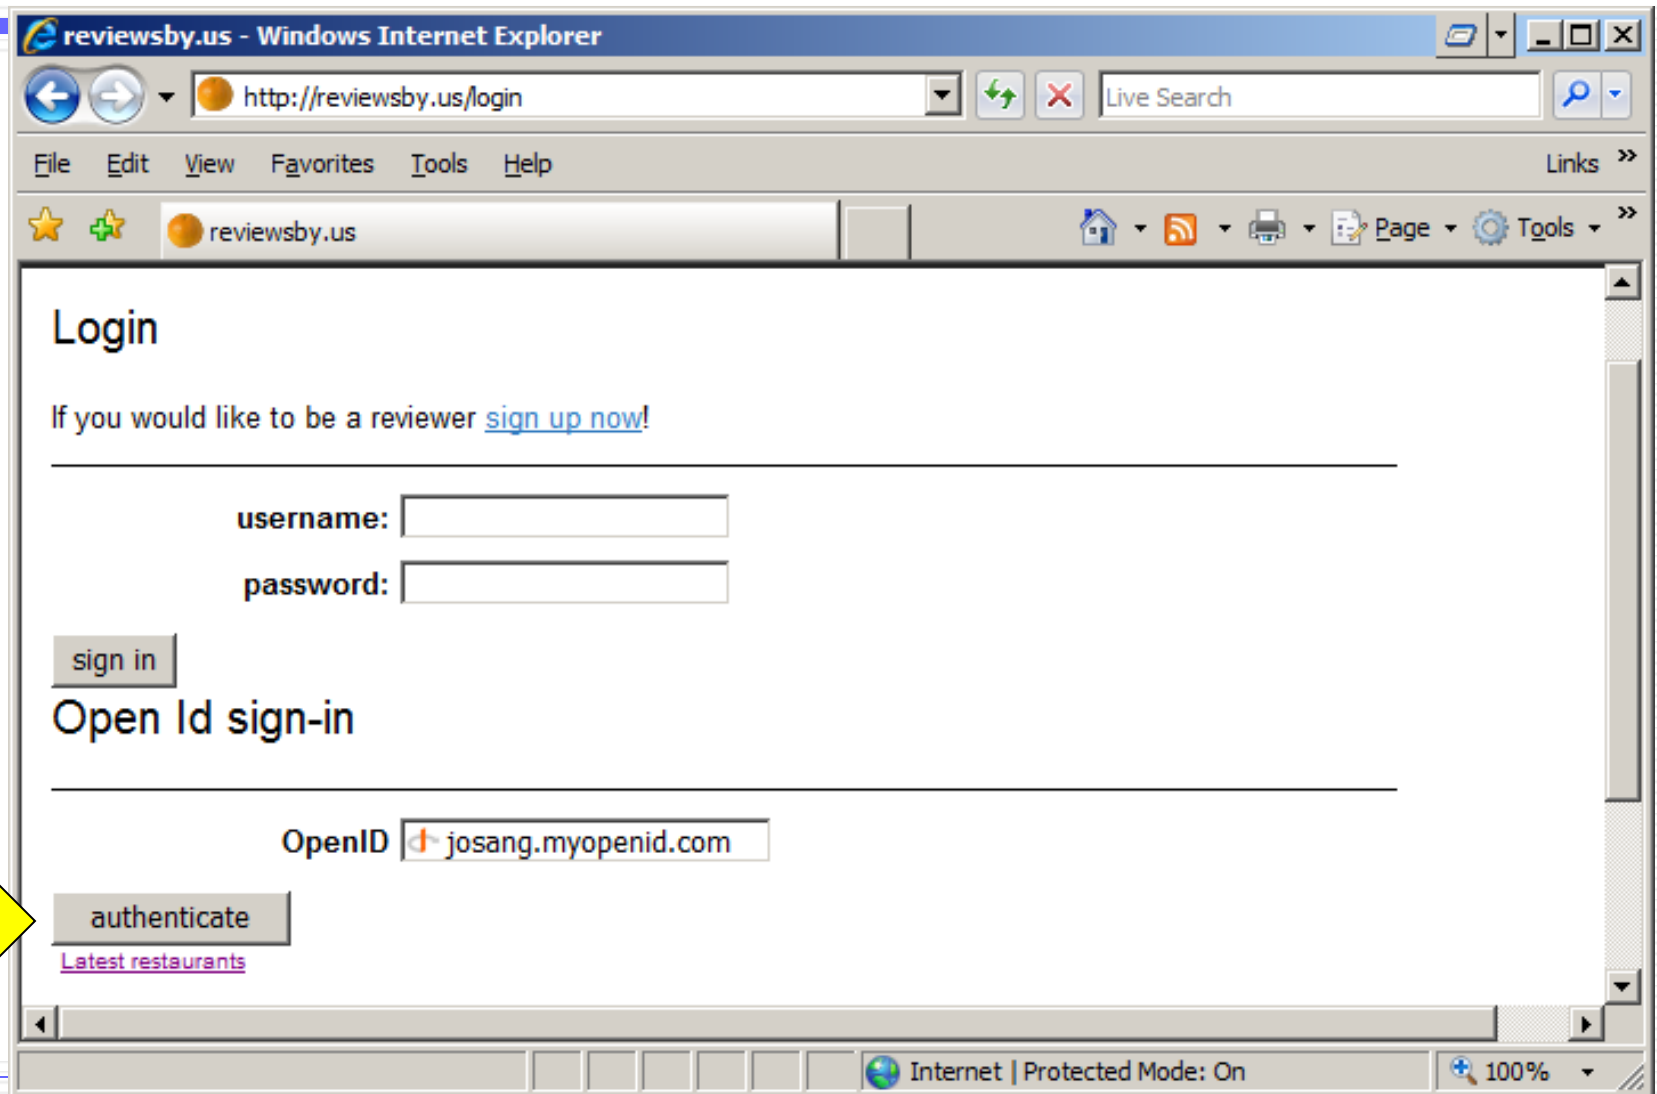 reviewsby.us - Windows Internet Explorer
http://reviewsby.us/login
Live Search
File Edit View Favorites Tools Help Links »
reviewsby.us Page Tools »
Login
If you would like to be a reviewer sign up now!
username:
password:
sign in
Open Id sign-in
OpenID josang.myopenid.com
authenticate
Latest restaurants
Internet | Protected Mode: On 100%